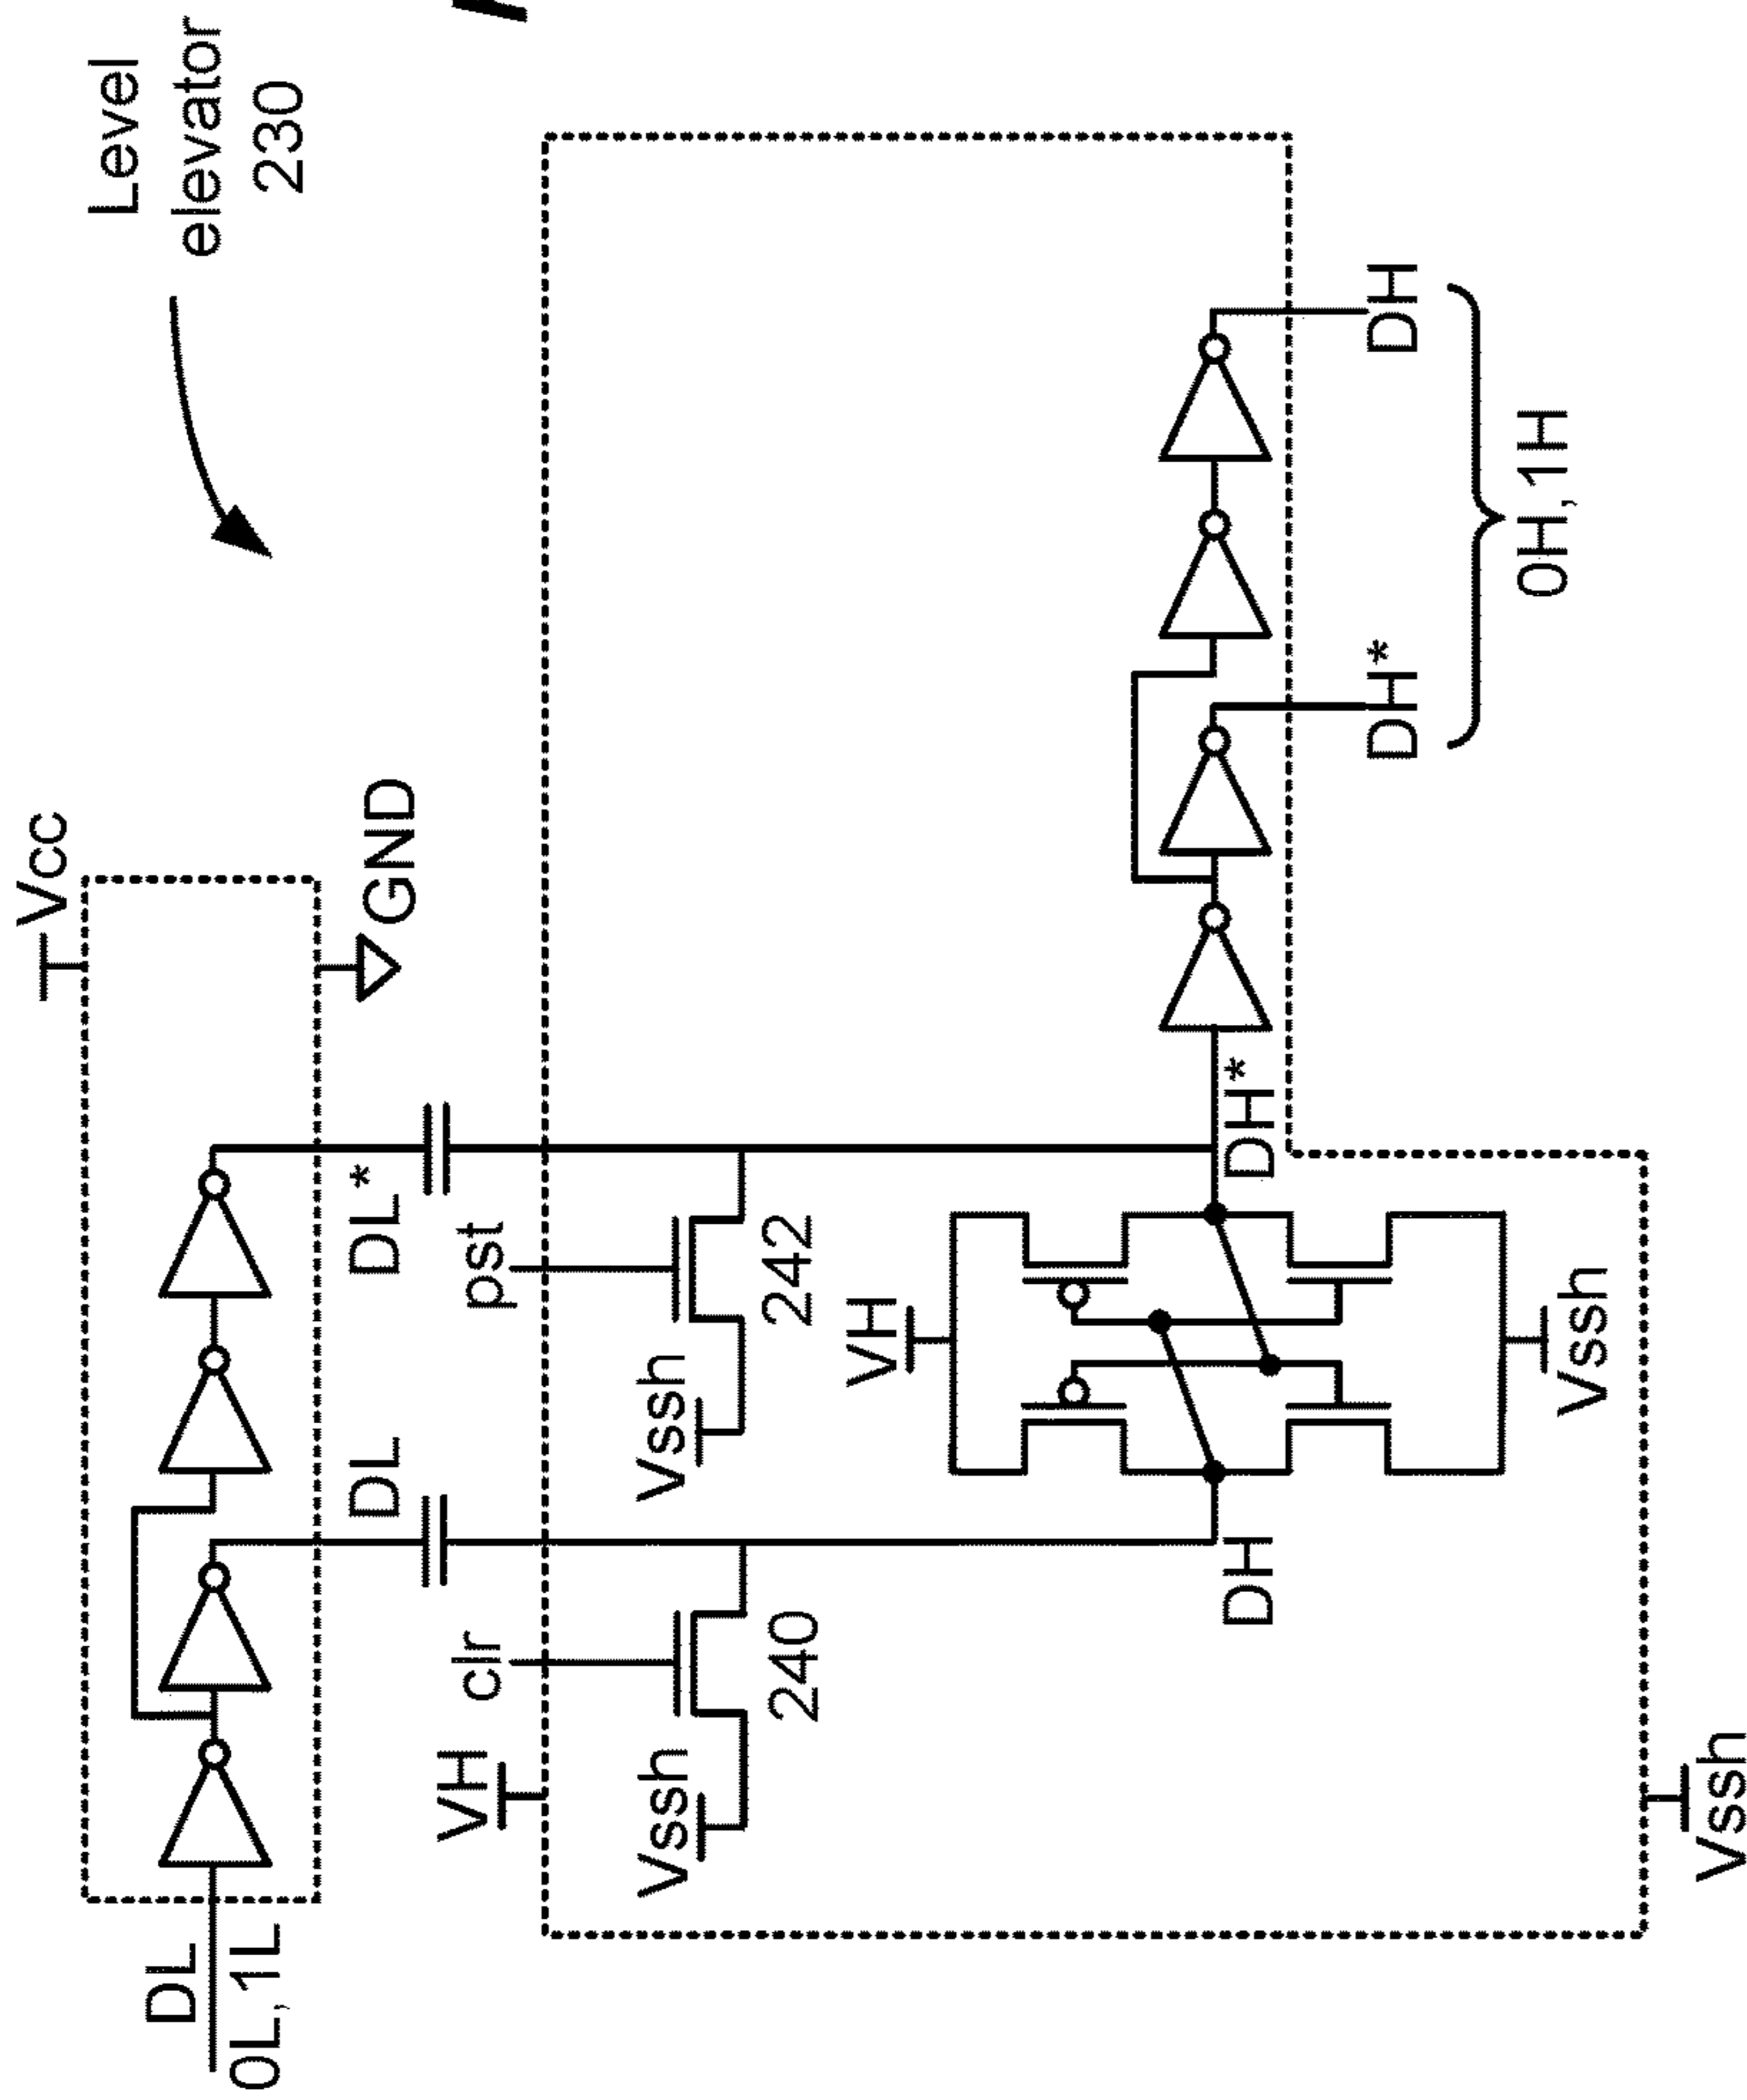 Level
elevator
230
Vcc
GND
DL
0L, 1L
DL
DL*
VH
clr
pst
Vssh
240
Vssh
242
VH
DH
DH*
Vssh
DH*
DH
0H, 1H
Vssh